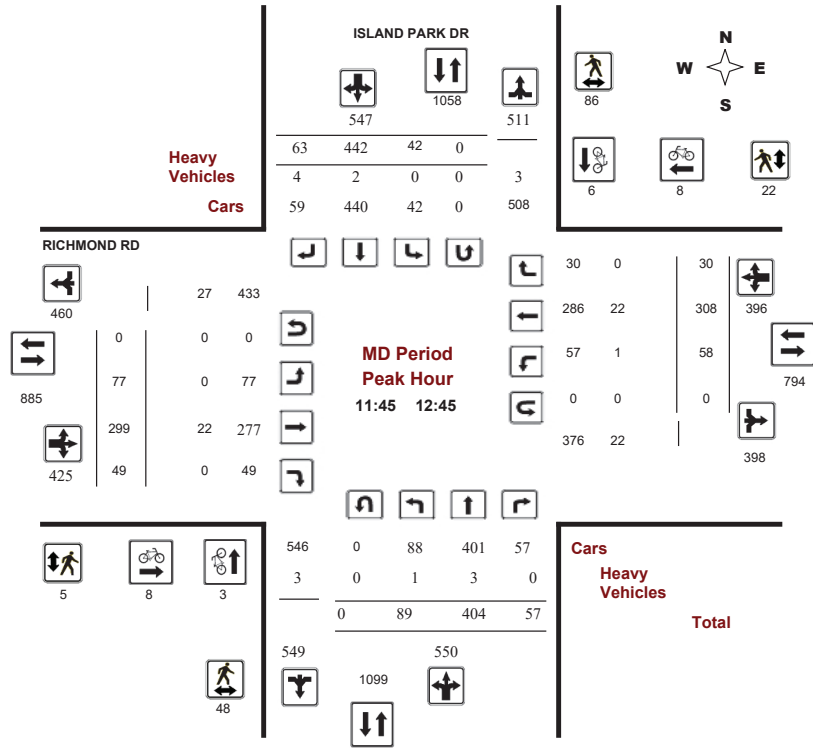 ISLAND PARK DR
N
W E
S
1058
86
547 511
63 442 42 0
Heavy
Vehicles
4 2 0 0 3
6 8 22
Cars
59 440 42 0 508
RICHMOND RD
30 0 30
460
27 433
286 22 308 396
0 0 0
MD Period
57 1 58
77 0 77
Peak Hour
794
885
11:45 12:45
0 0 0
299 22 277
376 22
398
425
49 0 49
546 0 88 401 57
Cars
3 0 1 3 0
Heavy
Vehicles
5 8 3
0 89 404 57
Total
549 1099 550
48